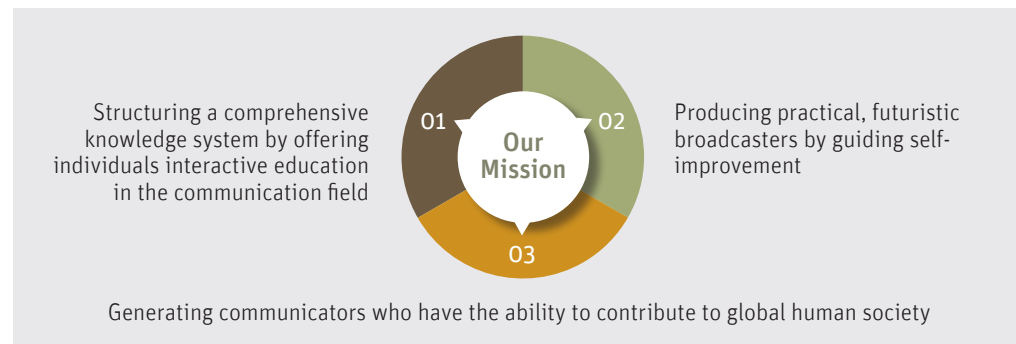 Structuring a comprehensive
knowledge system by offering
individuals interactive education
in the communication field
01
Our
Mission
02
Producing practical, futuristic
broadcasters by guiding self-
improvement
03
Generating communicators who have the ability to contribute to global human society